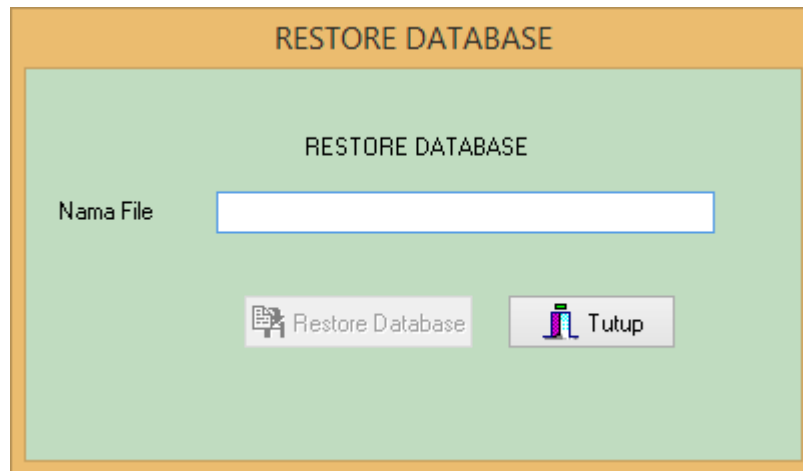 RESTORE DATABASE
RESTORE DATABASE
Nama File
Restore Database
Tutup